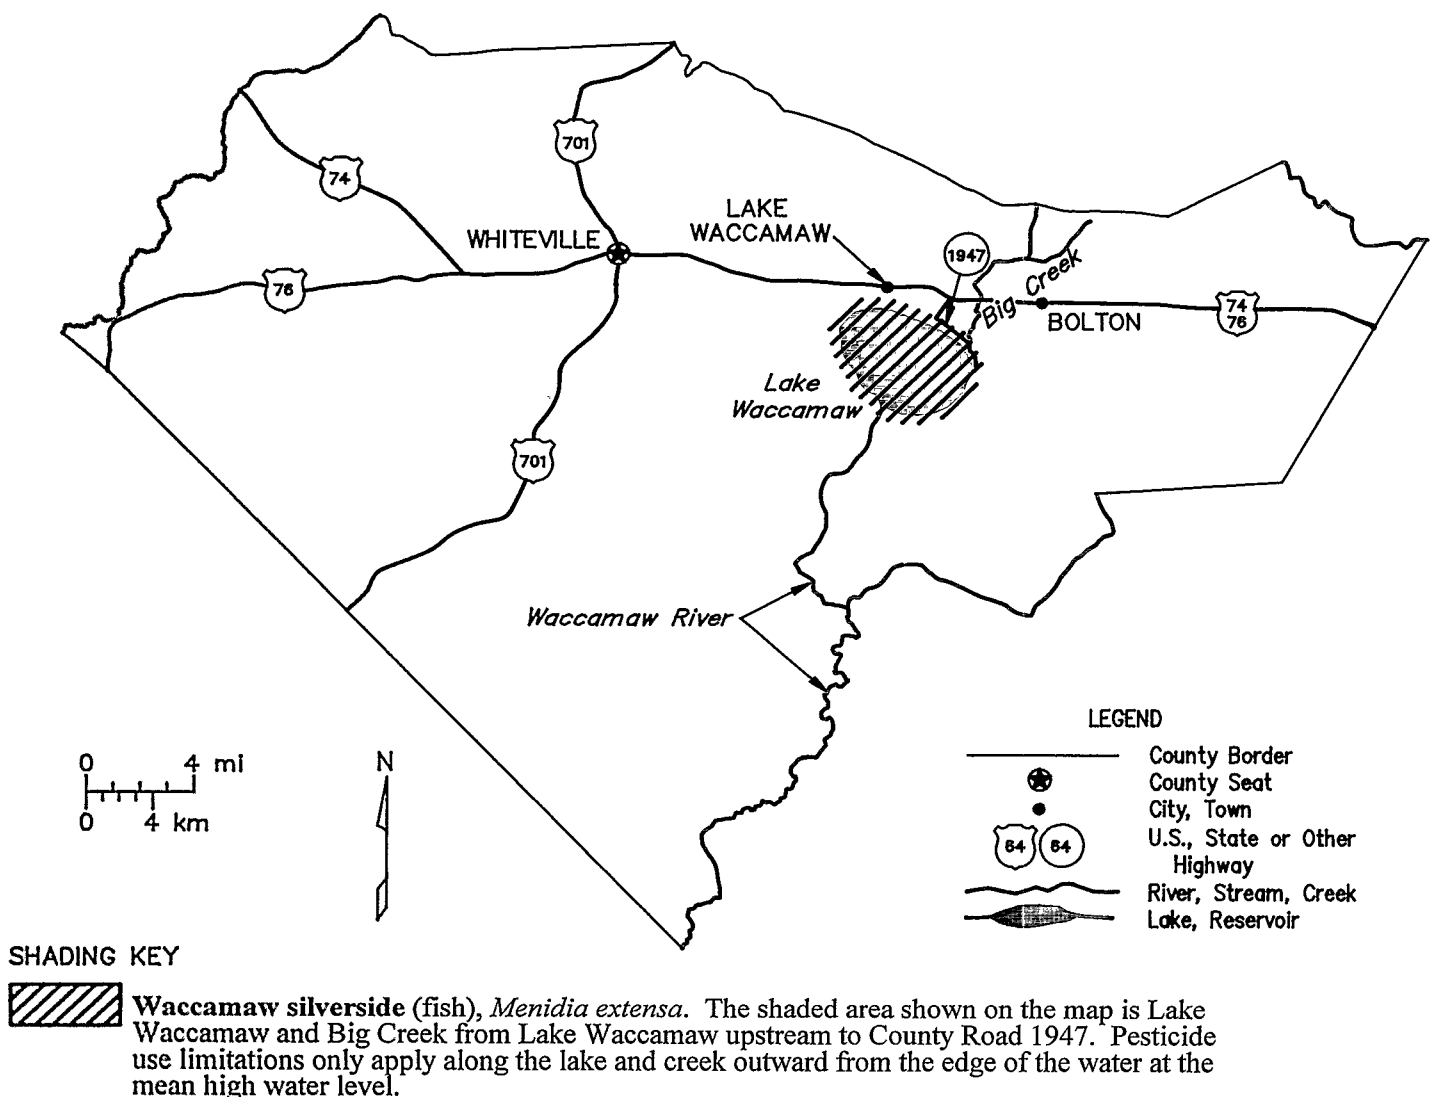 701
74
LAKE
WACCAMAW
WHITEVILLE
1947
Big Creek
76
74
76
BOLTON
Lake
Waccamaw
701
Waccamaw River
LEGEND
County Border
County Seat
City, Town
64 64
U.S., State or Other
Highway
River, Stream, Creek
Lake, Reservoir
0 4 mi
0 4 km
N
SHADING KEY
Waccamaw silverside (fish), Menidia extensa. The shaded area shown on the map is Lake
Waccamaw and Big Creek from Lake Waccamaw upstream to County Road 1947. Pesticide
use limitations only apply along the lake and creek outward from the edge of the water at the
mean high water level.